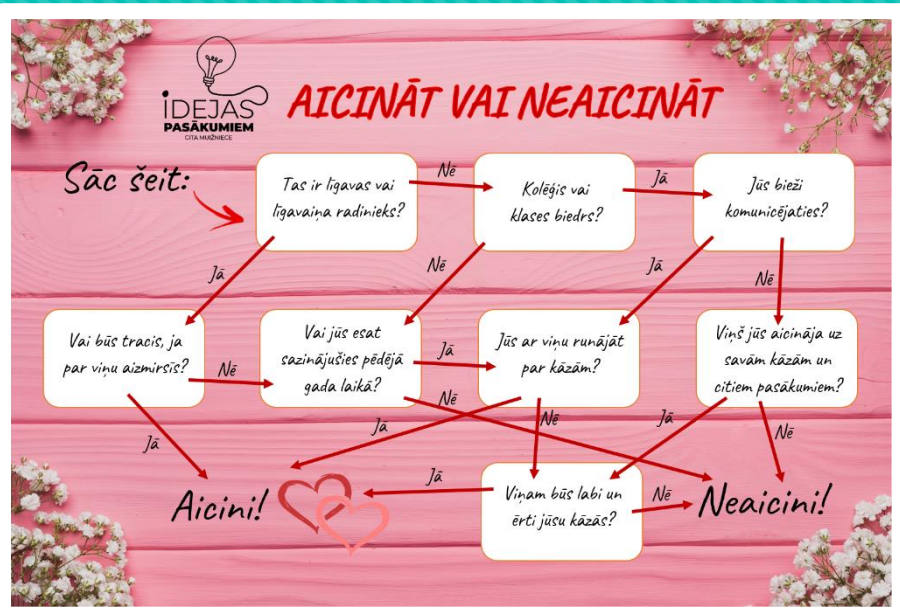 IDEJAS
PASĀKUMIEM
CITA MUIŽNIECE
AICINĀT VAI NEAICINĀT
Sāc šeit:
Tas ir līgavas vai
līgavaiņa radinieks?
Nē
Kolēģis vai
klases biedrs?
Jā
Jūs bieži
komunicējaties?
Jā
Nē
Jā
Nē
Vai būs tracis, ja
par viņu aizmirsīs?
Nē
Vai jūs esat
sazinājušies pēdējā
gada laikā?
Jā
Jūs ar viņu runājāt
par kāzām?
Viņš jūs aicināja uz
savām kāzām un
citiem pasākumiem?
Jā
Jā
Nē
Nē
Jā
Nē
Aicini!
Jā
Viņam būs labi un
ērti jūsu kāzās?
Nē
Neaicini!